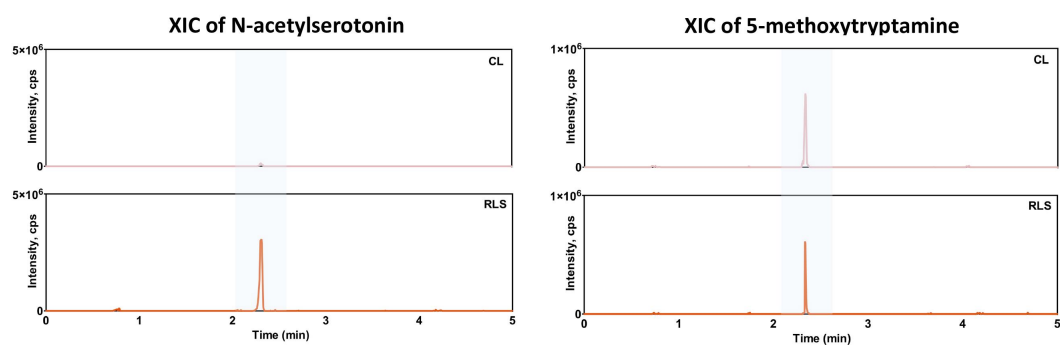 XIC of N-acetylserotonin
5×10⁶
CL
Intensity, cps
0
5×10⁶
RLS
Intensity, cps
0
0 1 2 3 4 5
Time (min)
XIC of 5-methoxytryptamine
1×10⁶
CL
Intensity, cps
0
1×10⁶
RLS
Intensity, cps
0
0 1 2 3 4 5
Time (min)